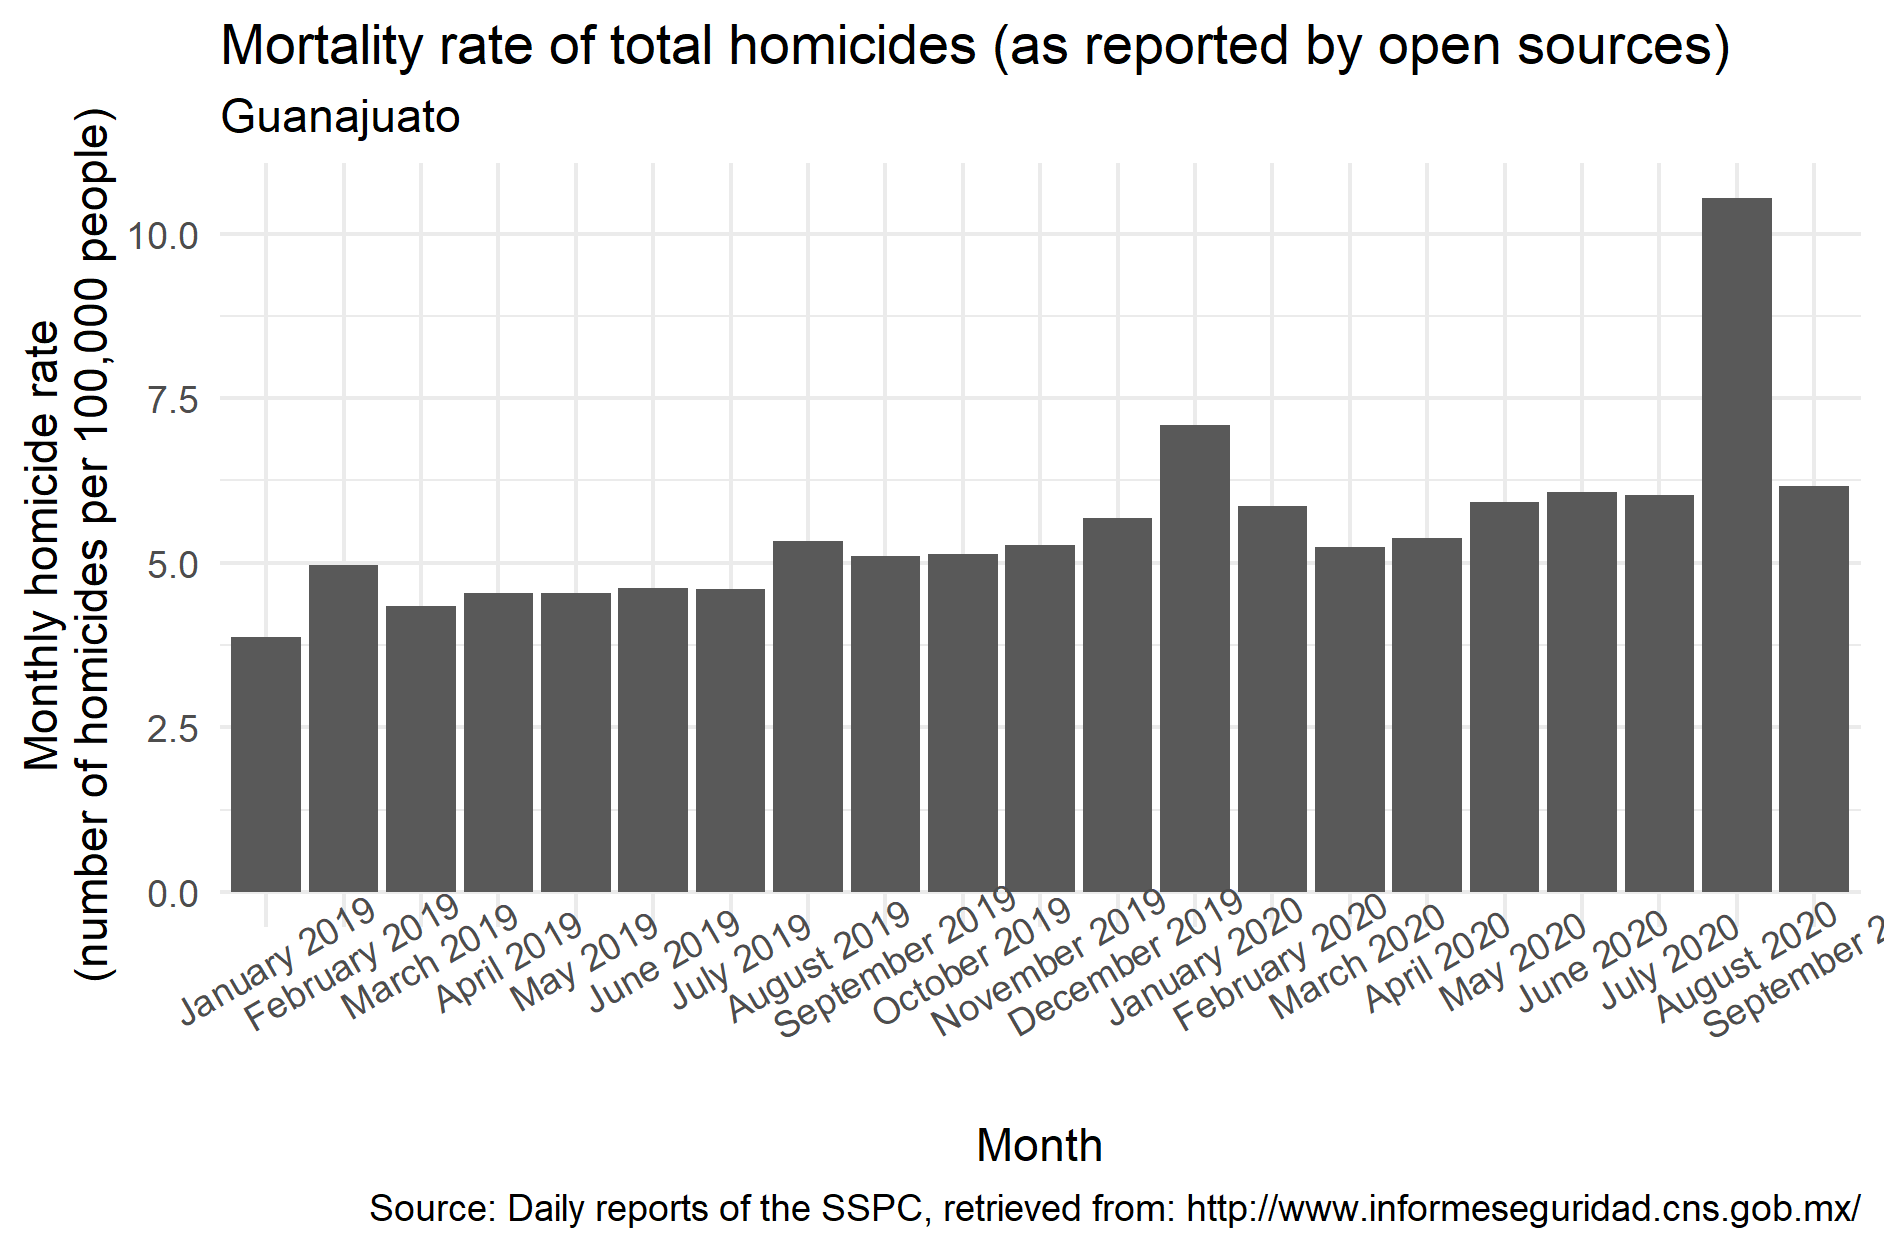 Mortality rate of total homicides (as reported by open sources)
Guanajuato
Monthly homicide rate
(number of homicides per 100,000 people)
10.0
7.5
5.0
2.5
0.0
January 2019
February 2019
March 2019
April 2019
May 2019
June 2019
July 2019
August 2019
September 2019
October 2019
November 2019
December 2019
January 2020
February 2020
March 2020
April 2020
May 2020
June 2020
July 2020
August 2020
September 2
Month
Source: Daily reports of the SSPC, retrieved from: http://www.informeseguridad.cns.gob.mx/